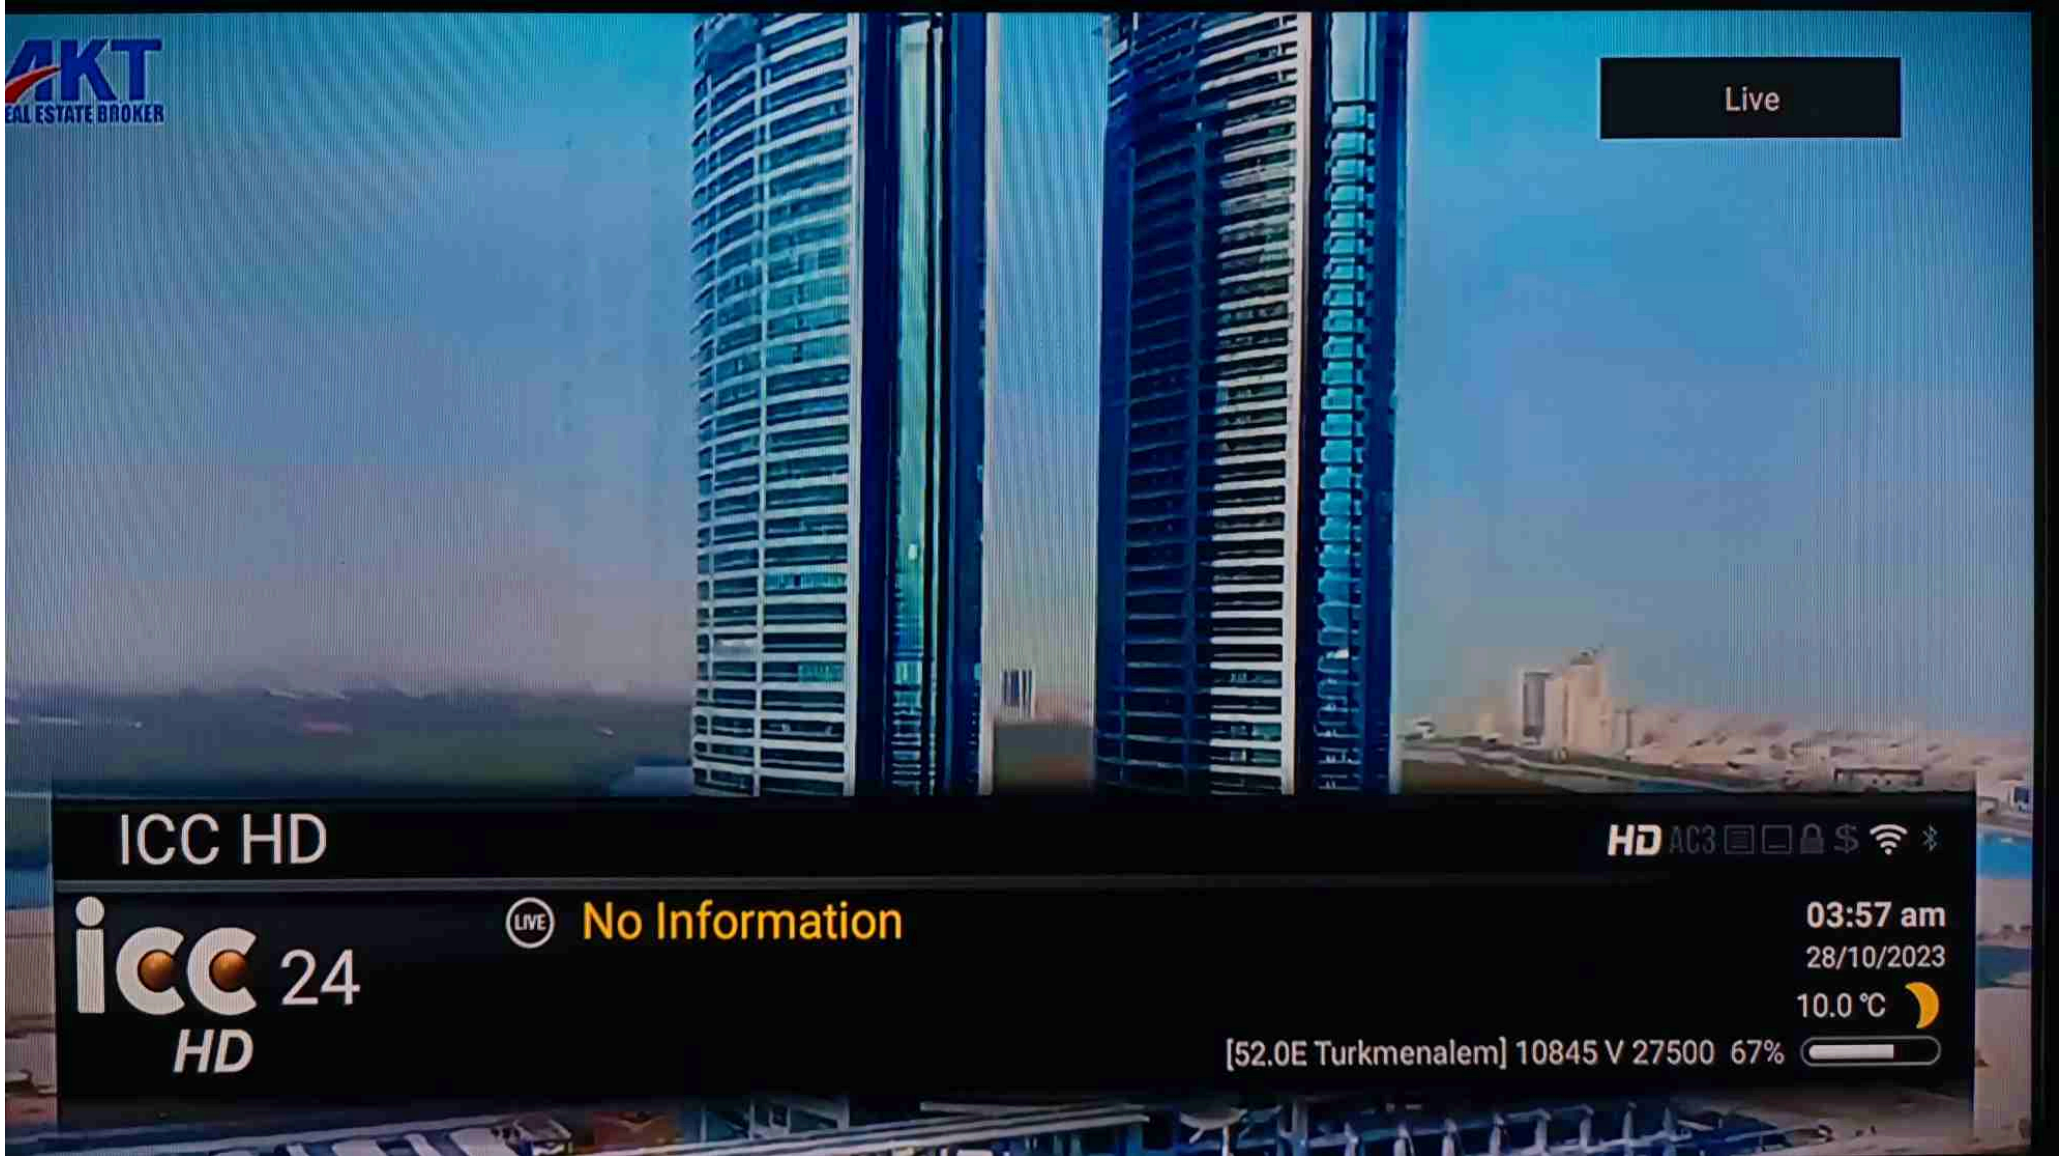 AKT
REAL ESTATE BROKER
Live
ICC HD
HD AC3 $
icc 24
HD
LIVE No Information
03:57 am
28/10/2023
10.0 °C
[52.0E Turkmenalem] 10845 V 27500 67%